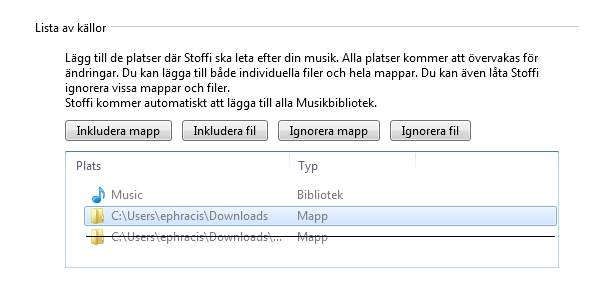 Lista av källor
Lägg till de platser där Stoffi ska leta efter din musik. Alla platser kommer att övervakas för
ändringar. Du kan lägga till både individuella filer och hela mappar. Du kan även låta Stoffi
ignorera vissa mappar och filer.
Stoffi kommer automatiskt att lägga till alla Musikbibliotek.
Inkludera mapp Inkludera fil Ignorera mapp Ignorera fil
Plats Typ
Music Bibliotek
C:\Users\ephracis\Downloads Mapp
C:\Users\ephracis\Downloads\... Mapp